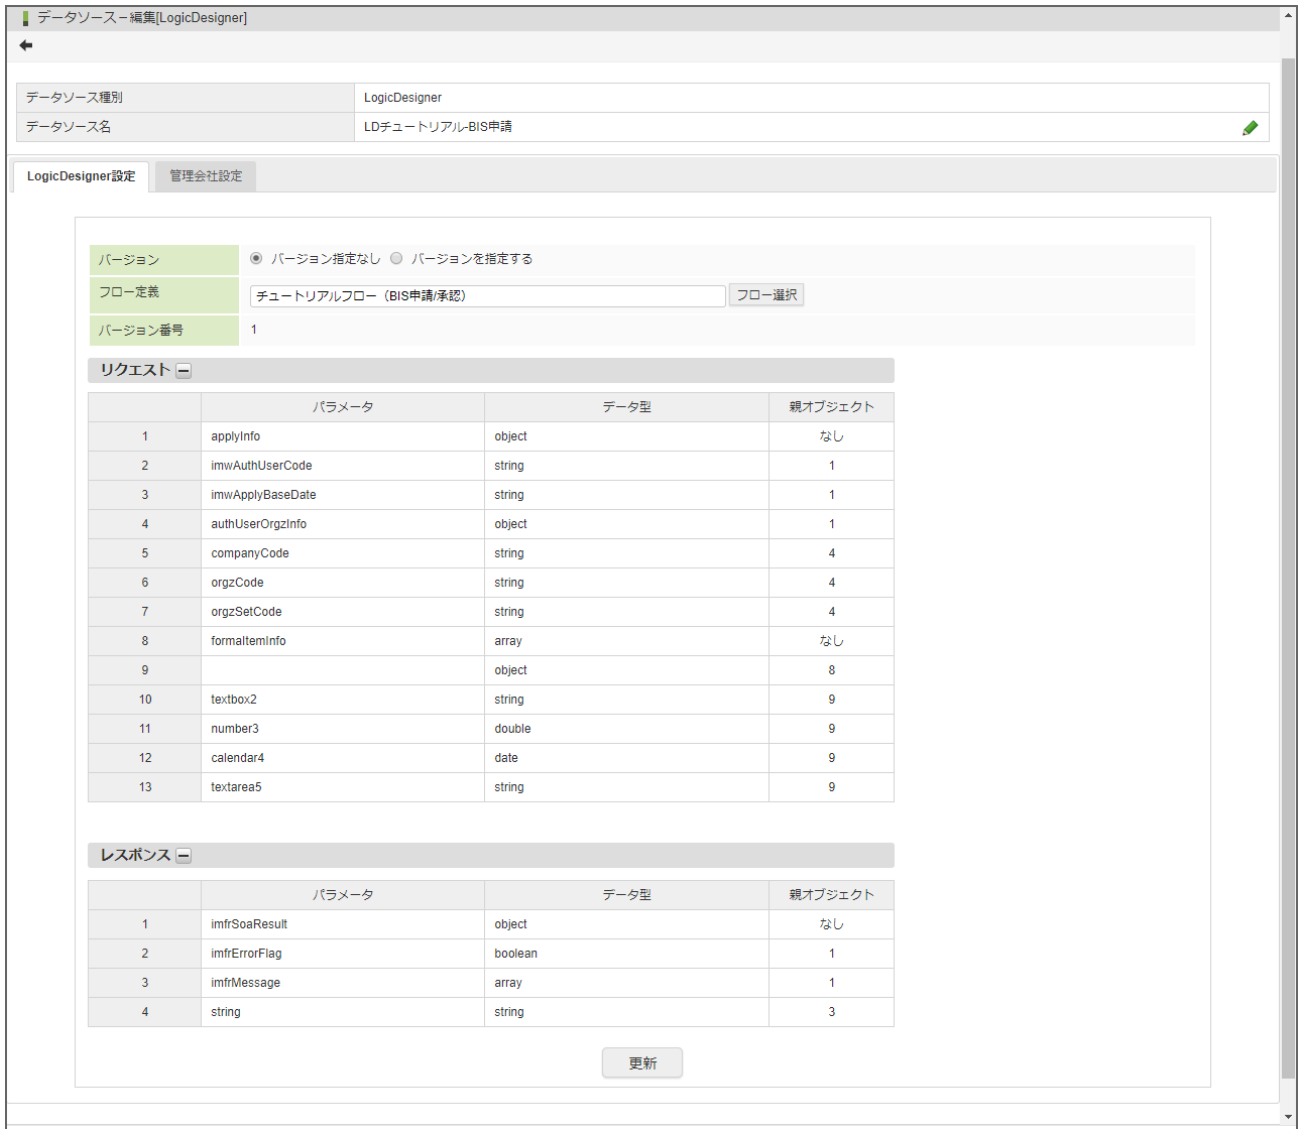 データソース－編集[LogicDesigner]
データソース種別 LogicDesigner
データソース名 LDチュートリアル-BIS申請
LogicDesigner設定 管理会社設定
バージョン バージョン指定なし バージョンを指定する
フロー定義 チュートリアルフロー（BIS申請/承認） フロー選択
バージョン番号 1
リクエスト
パラメータ データ型 親オブジェクト
1 applyInfo object なし
2 imwAuthUserCode string 1
3 imwApplyBaseDate string 1
4 authUserOrgzInfo object 1
5 companyCode string 4
6 orgzCode string 4
7 orgzSetCode string 4
8 formaItemInfo array なし
9 object 8
10 textbox2 string 9
11 number3 double 9
12 calendar4 date 9
13 textarea5 string 9
レスポンス
パラメータ データ型 親オブジェクト
1 imfrSoaResult object なし
2 imfrErrorFlag boolean 1
3 imfrMessage array 1
4 string string 3
更新